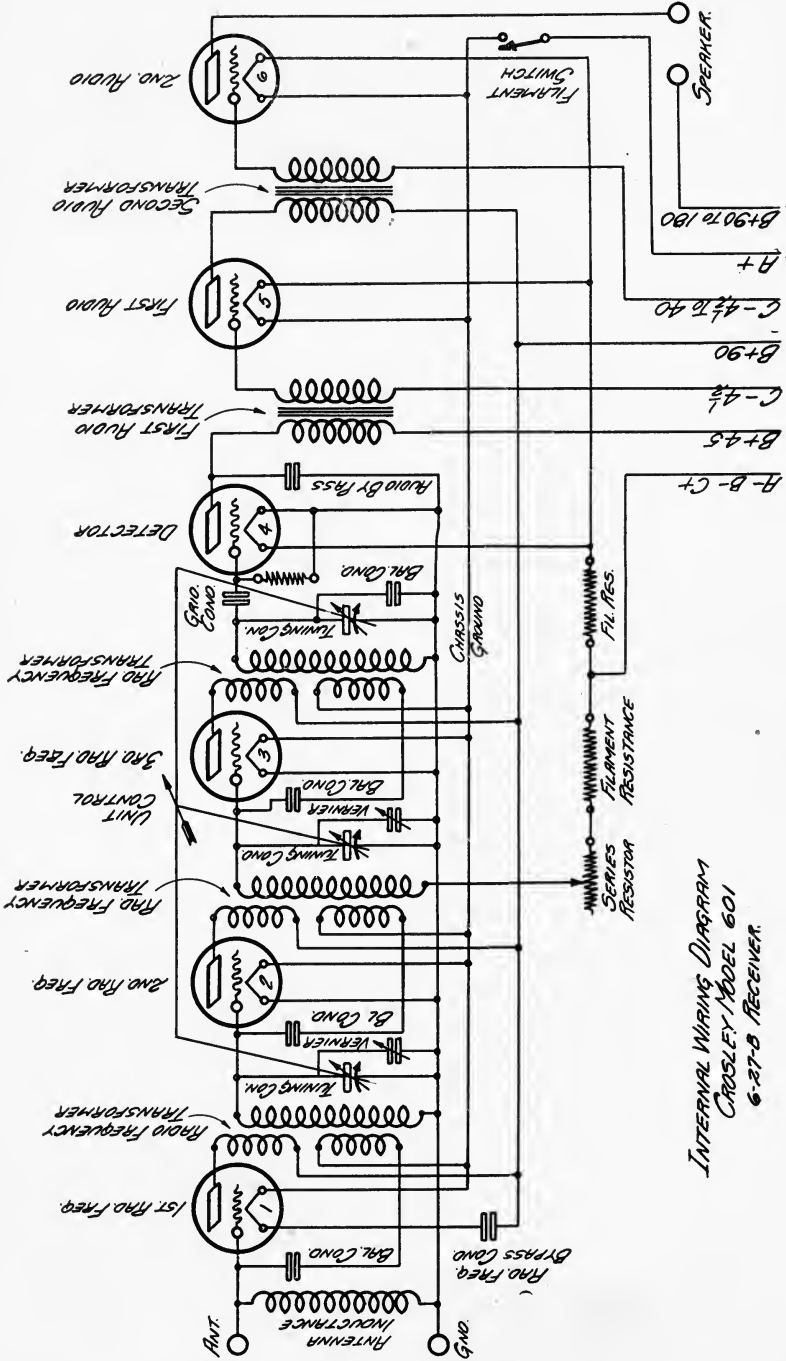 ANT.
GND.
ANTENNA
INDUCTANCE
BAL. COND.
1ST. RAD. FREQ.
1
RAD. FREQ.
BYPASS COND.
RADIO FREQUENCY
TRANSFORMER
TUNING CON.
VERNIER
BL COND.
2ND. RAD FREQ.
2
RAD. FREQUENCY
TRANSFORMER
TUNING COND.
VERNIER
BAL COND.
UNIT
CONTROL
3RD. RAD FREQ.
3
RAD FREQUENCY
TRANSFORMER
TUNING CON.
BAL. COND.
GRID.
COND.
DETECTOR
4
AUDIO BY PASS
CHASSIS
GROUND
FIRST AUDIO
TRANSFORMER
FIRST AUDIO
5
SECOND AUDIO
TRANSFORMER
2ND. AUDIO
6
FILAMENT
SWITCH
SPEAKER.
B+90 TO 180
A+
C-4½ TO 40
B+90
C-4½
B+45
A- B- C+
FIL. RES.
FILAMENT
RESISTANCE
SERIES
RESISTOR
INTERNAL WIRING DIAGRAM
CROSLEY MODEL 601
6-27-B RECEIVER.